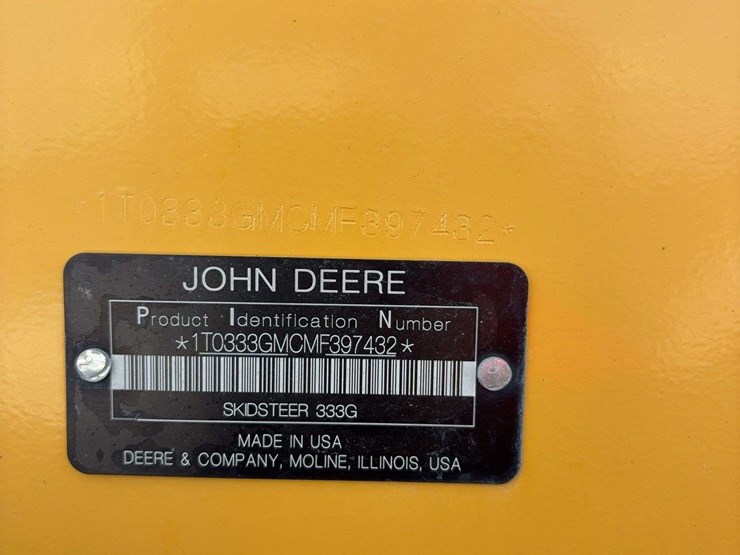 *1T0333GMCMF397432*
JOHN DEERE
Product Identification Number
*1T0333GMCMF397432*
SKIDSTEER 333G
MADE IN USA
DEERE & COMPANY, MOLINE, ILLINOIS, USA